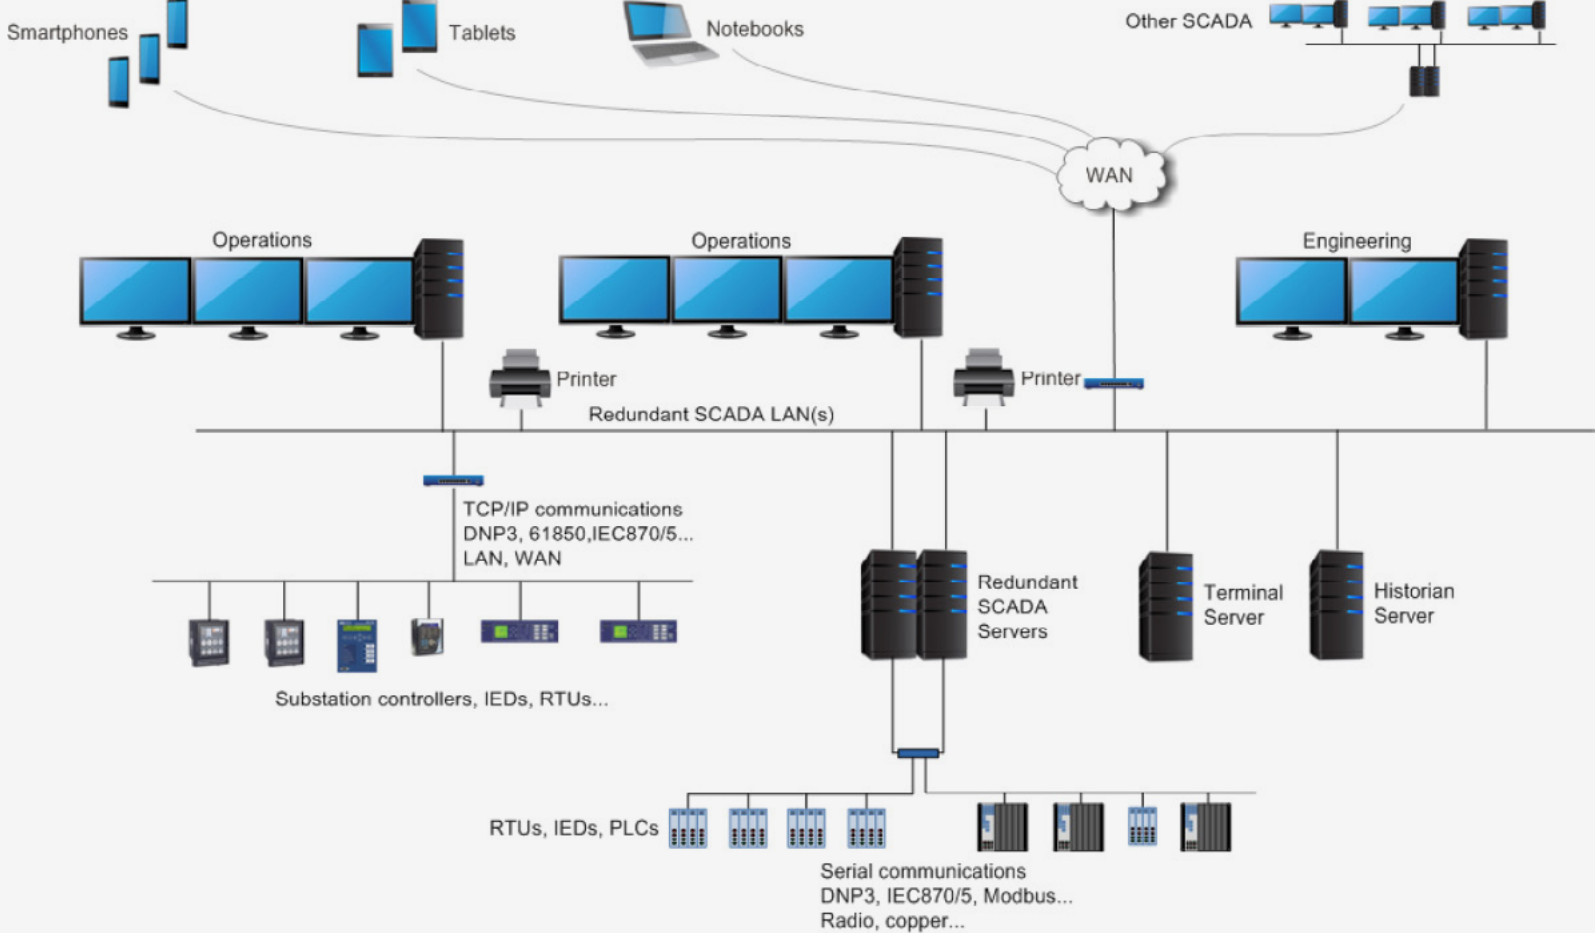 Smartphones
Tablets
Notebooks
Other SCADA
WAN
Operations
Operations
Engineering
Printer
Printer
Redundant SCADA LAN(s)
TCP/IP communications
DNP3, 61850,IEC870/5...
LAN, WAN
Redundant
SCADA
Servers
Terminal
Server
Historian
Server
Substation controllers, IEDs, RTUs...
RTUs, IEDs, PLCs
Serial communications
DNP3, IEC870/5, Modbus...
Radio, copper...